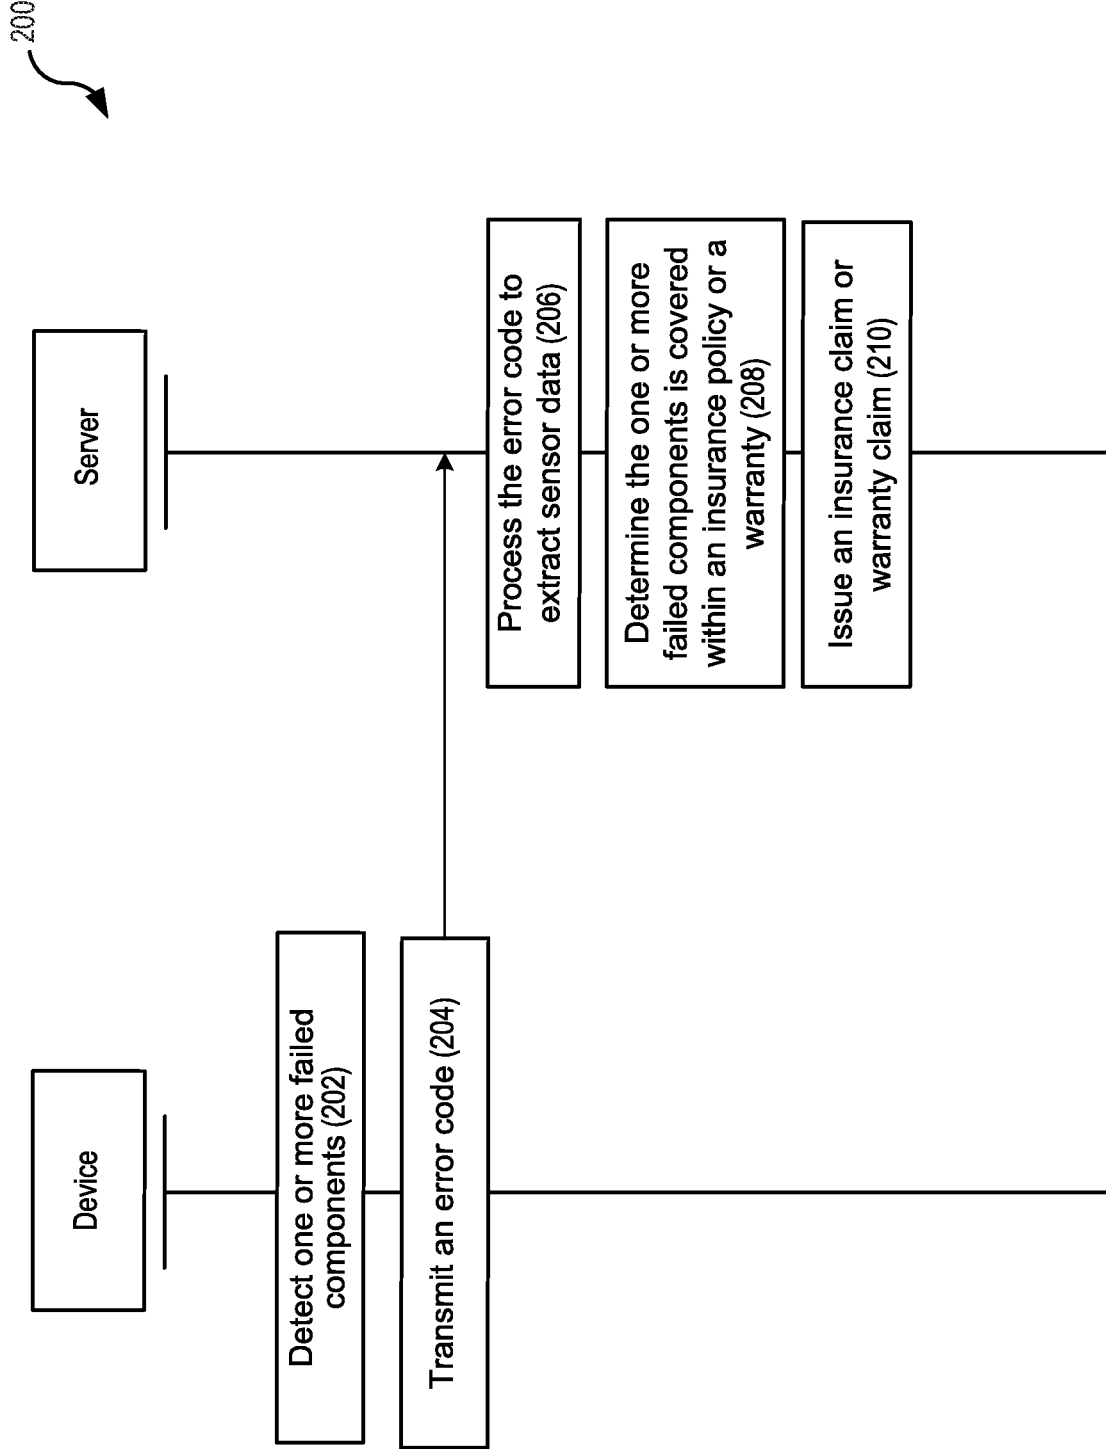 200
Device
Server
Detect one or more failed
components (202)
Transmit an error code (204)
Process the error code to
extract sensor data (206)
Determine the one or more
failed components is covered
within an insurance policy or a
warranty (208)
Issue an insurance claim or
warranty claim (210)